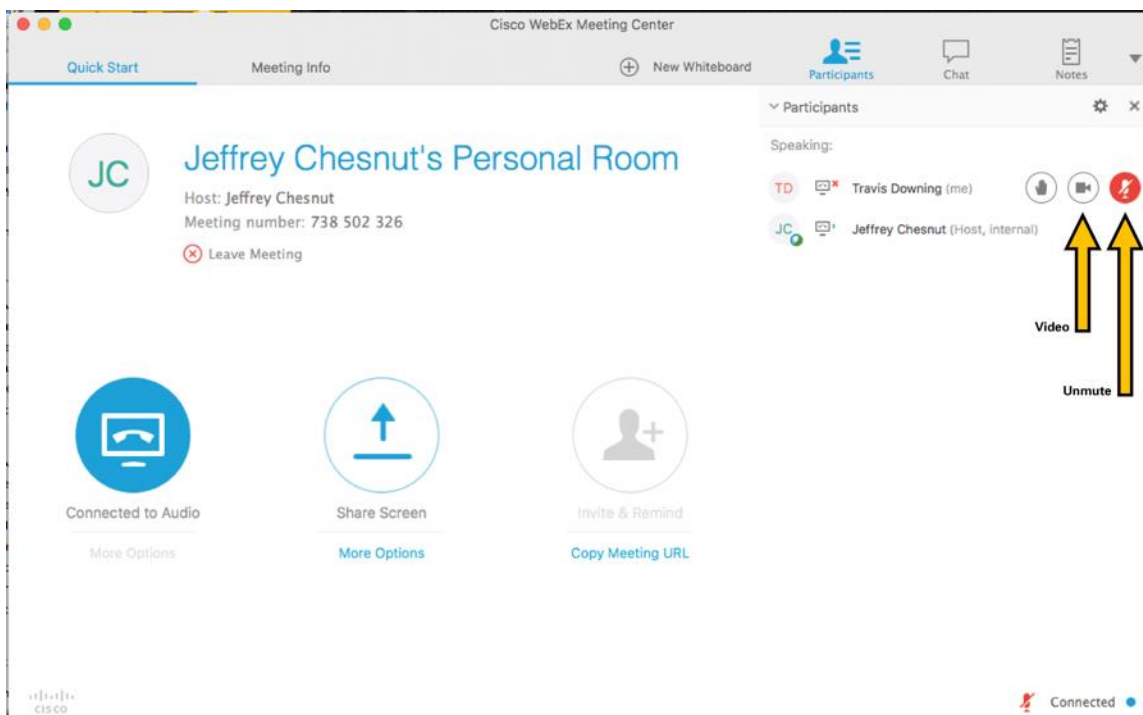 Cisco WebEx Meeting Center
Quick Start
Meeting Info
New Whiteboard
Participants
Chat
Notes
JC
Jeffrey Chesnut's Personal Room
Host: Jeffrey Chesnut
Meeting number: 738 502 326
Leave Meeting
Participants
Speaking:
TD Travis Downing (me)
JC Jeffrey Chesnut (Host, internal)
Video
Unmute
Connected to Audio
More Options
Share Screen
More Options
Invite & Remind
Copy Meeting URL
CISCO
Connected